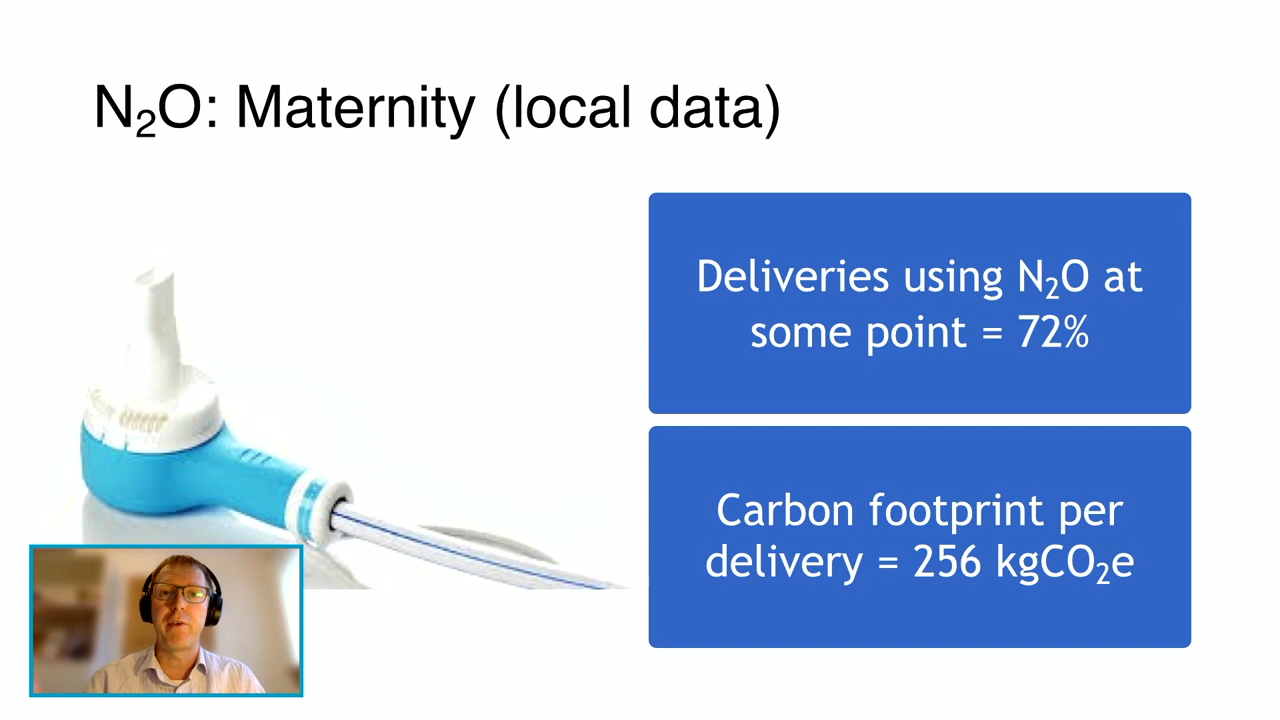 N₂O: Maternity (local data)
Deliveries using N₂O at
some point = 72%
Carbon footprint per
delivery = 256 kgCO₂e